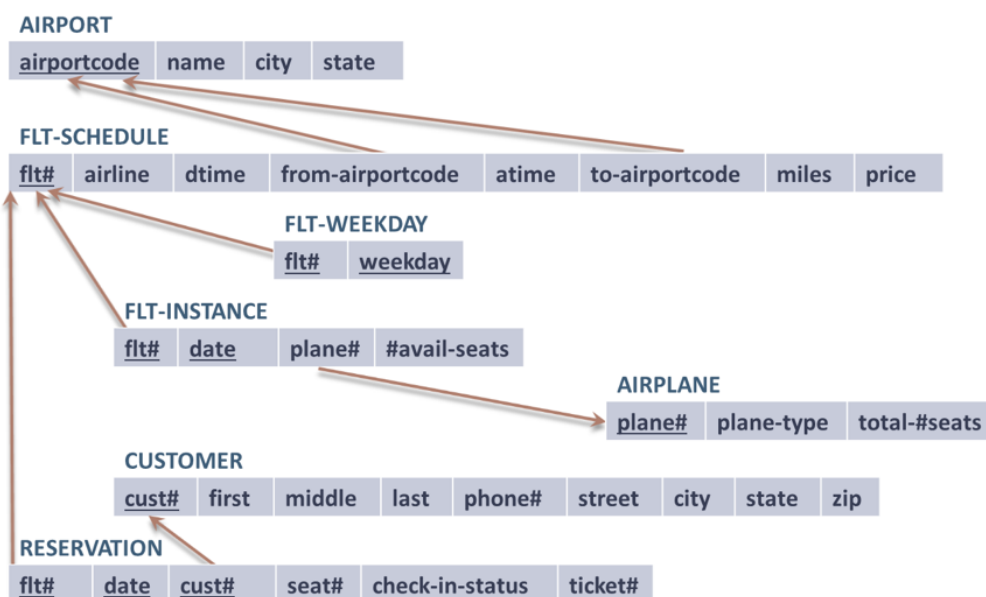 AIRPORT
airportcode name city state
FLT-SCHEDULE
flt# airline dtime from-airportcode atime to-airportcode miles price
FLT-WEEKDAY
flt# weekday
FLT-INSTANCE
flt# date plane# #avail-seats
AIRPLANE
plane# plane-type total-#seats
CUSTOMER
cust# first middle last phone# street city state zip
RESERVATION
flt# date cust# seat# check-in-status ticket#